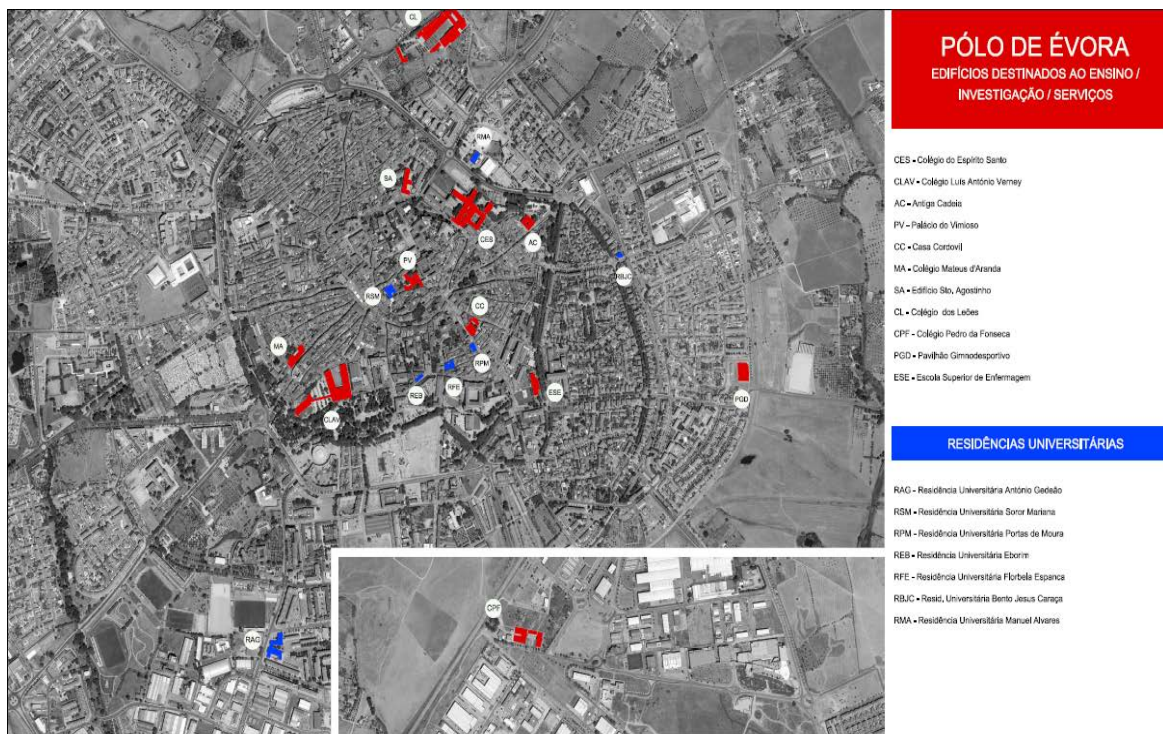 PÓLO DE ÉVORA
EDIFÍCIOS DESTINADOS AO ENSINO /
INVESTIGAÇÃO / SERVIÇOS
CES - Colégio do Espírito Santo
CLAV - Colégio Luís António Verney
AC - Antiga Cadeia
PV - Palácio do Vimioso
CC - Casa Cordovil
MA - Colégio Mateus d'Aranda
SA - Edifício Sto. Agostinho
CL - Colégio dos Leões
CPF - Colégio Pedro da Fonseca
PGD - Pavilhão Gimnodesportivo
ESE - Escola Superior de Enfermagem
RESIDÊNCIAS UNIVERSITÁRIAS
RAG - Residência Universitária António Gedeão
RSM - Residência Universitária Soror Mariana
RPM - Residência Universitária Portas de Moura
REB - Residência Universitária Eborim
RFE - Residência Universitária Florbela Espanca
RBJC - Resid. Universitária Bento Jesus Caraça
RMA - Residência Universitária Manuel Alvares
CL
RMA
SA
CES
AC
PV
RBJC
RSM
CC
MA
RPM
REB
RFE
ESE
PGD
CLAV
CPF
RAG